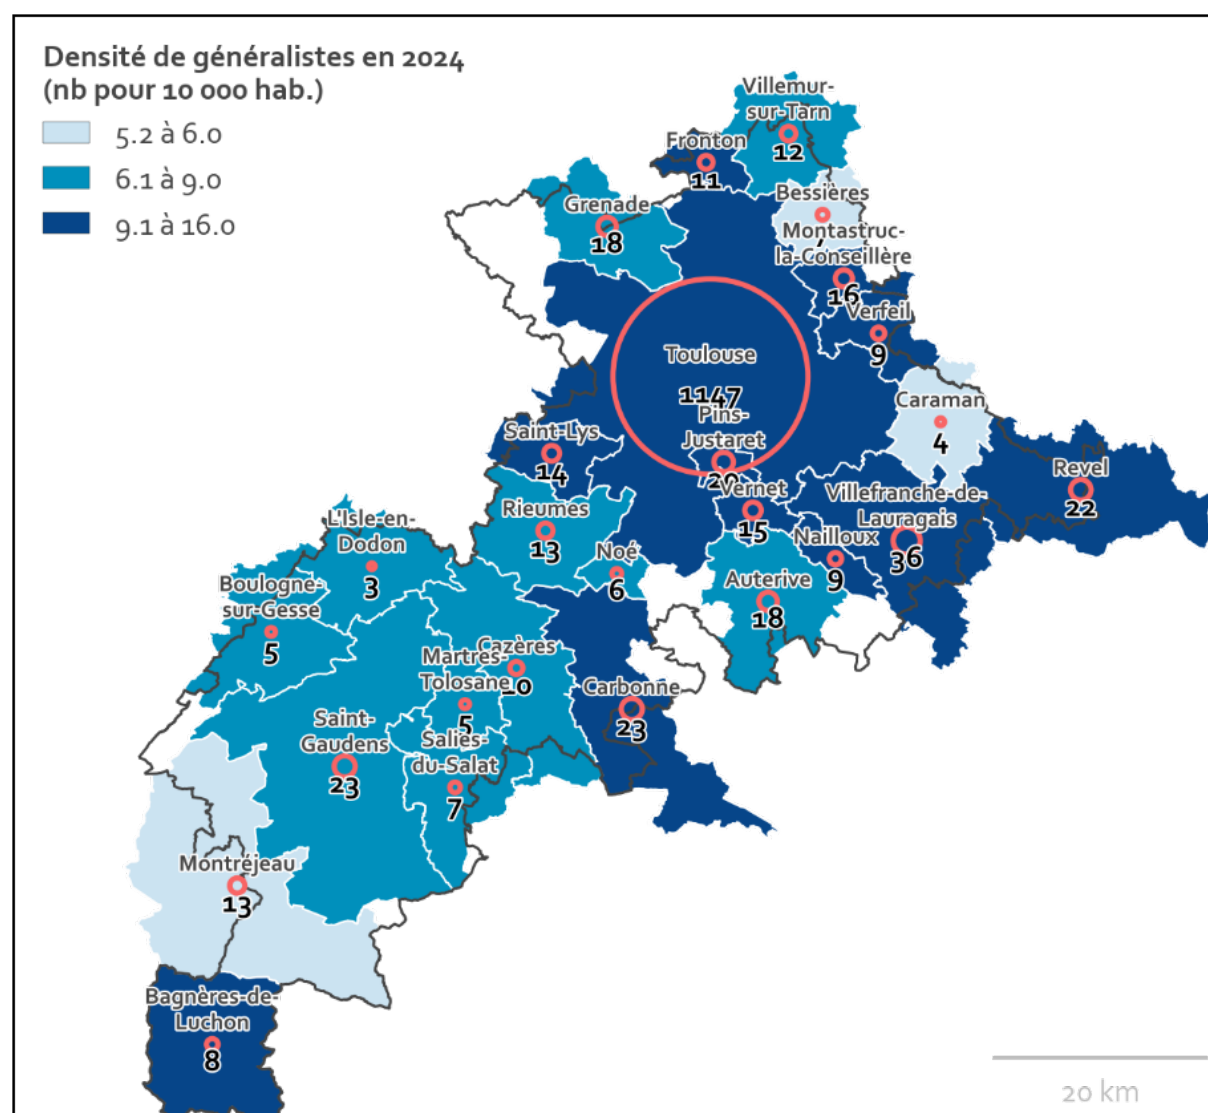 Densité de généralistes en 2024
(nb pour 10 000 hab.)
5.2 à 6.0
6.1 à 9.0
9.1 à 16.0
Villemur-
sur-Tarn
12
Fronton
11
Bessières
7
Grenade
18
Montastruc-
la-Conseillère
16
Verfeil
9
Toulouse
1147
Pins-
Justaret
20
Caraman
4
Saint-Lys
14
Revel
22
Vernet
15
Villefranche-de-
Lauragais
36
Rieumes
13
L'Isle-en-
Dodon
3
Noé
6
Nailloux
9
Auterive
18
Boulogne-
sur-Gesse
5
Cazères
10
Martres-
Tolosane
5
Carbonne
23
Saint-
Gaudens
23
Salies-
du-Salat
7
Montréjeau
13
Bagnères-de-
Luchon
8
20 km